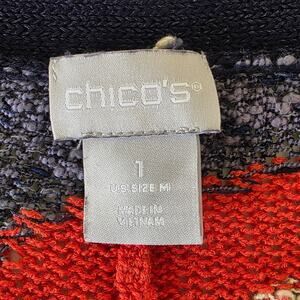 chico's®
1
US SIZE M
MADE IN
VIETNAM